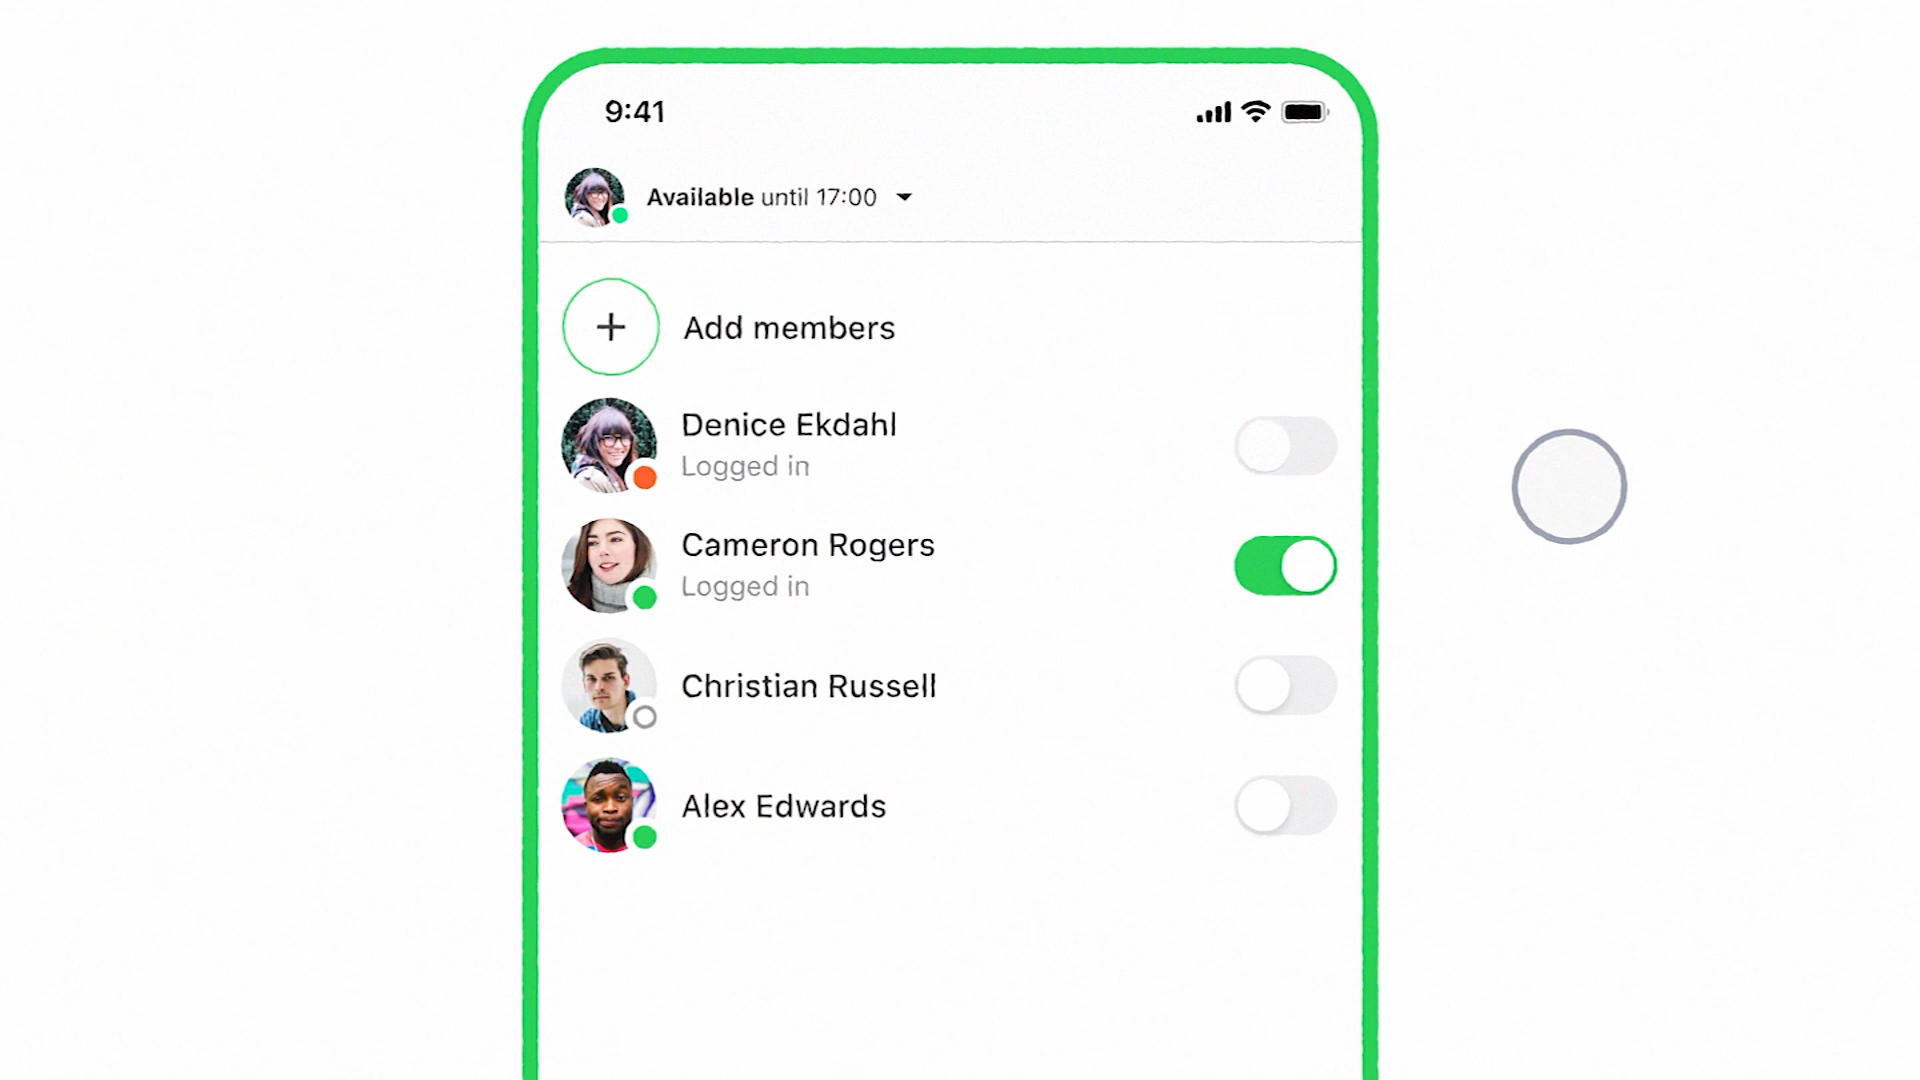 9:41
Available until 17:00
Add members
Denice Ekdahl
Logged in
Cameron Rogers
Logged in
Christian Russell
Alex Edwards